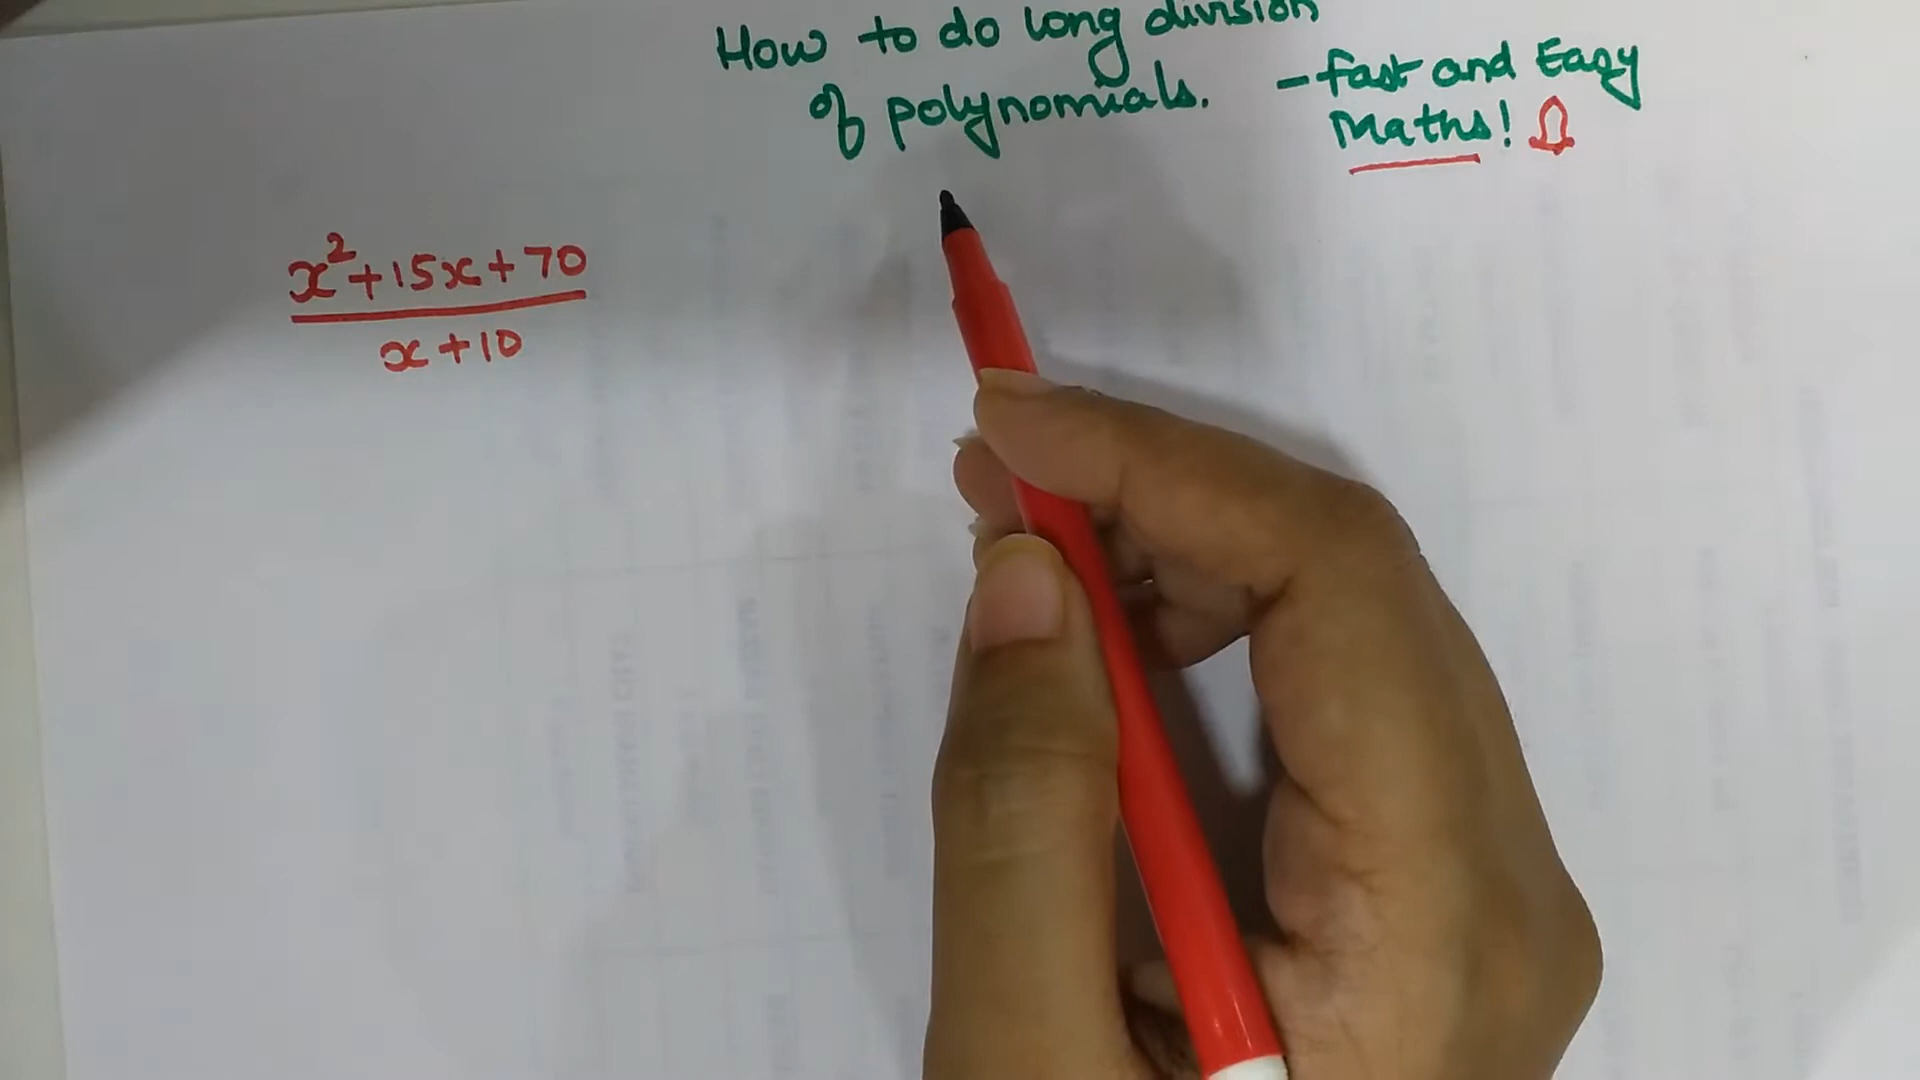 How to do long division
of polynomials.
- Fast and Easy
Maths!
x²+15x+70
x+10